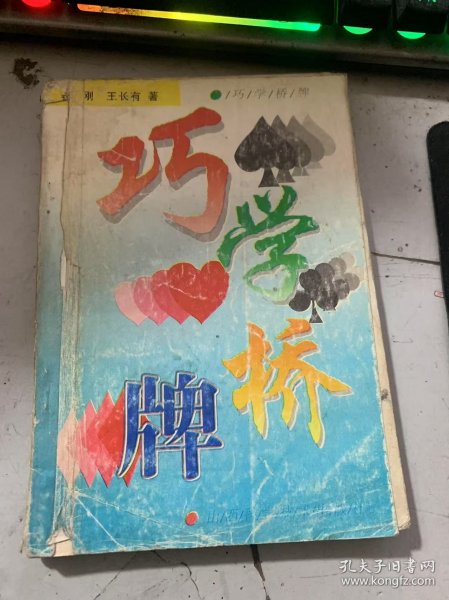 刚 王长有 著
巧/学/桥/牌
巧
学
桥
牌
孔夫子旧书网
www.kongfz.com